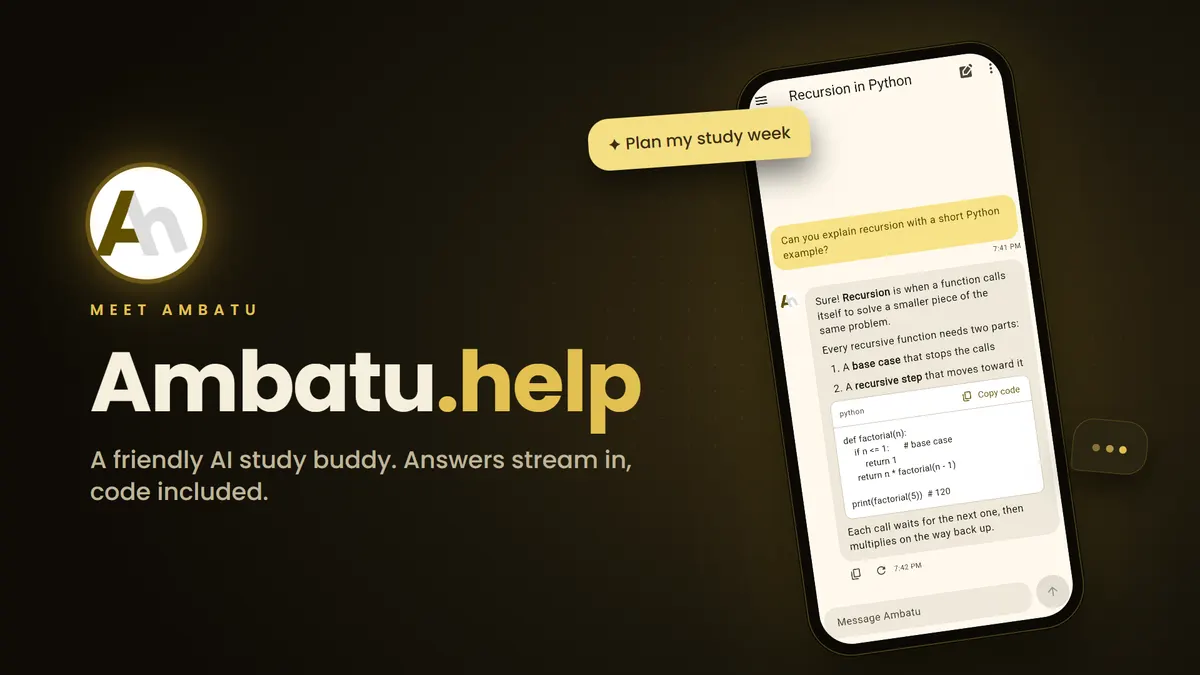 Ah
MEET AMBATU
Ambatu.help
A friendly AI study buddy. Answers stream in,
code included.
✦ Plan my study week
Recursion in Python
Can you explain recursion with a short Python
example?
7:41 PM
Ah
Sure! Recursion is when a function calls
itself to solve a smaller piece of the
same problem.
Every recursive function needs two parts:
1. A base case that stops the calls
2. A recursive step that moves toward it
python
Copy code
def factorial(n):
    if n <= 1:    # base case
        return 1
    return n * factorial(n - 1)
print(factorial(5))  # 120
Each call waits for the next one, then
multiplies on the way back up.
7:42 PM
Message Ambatu